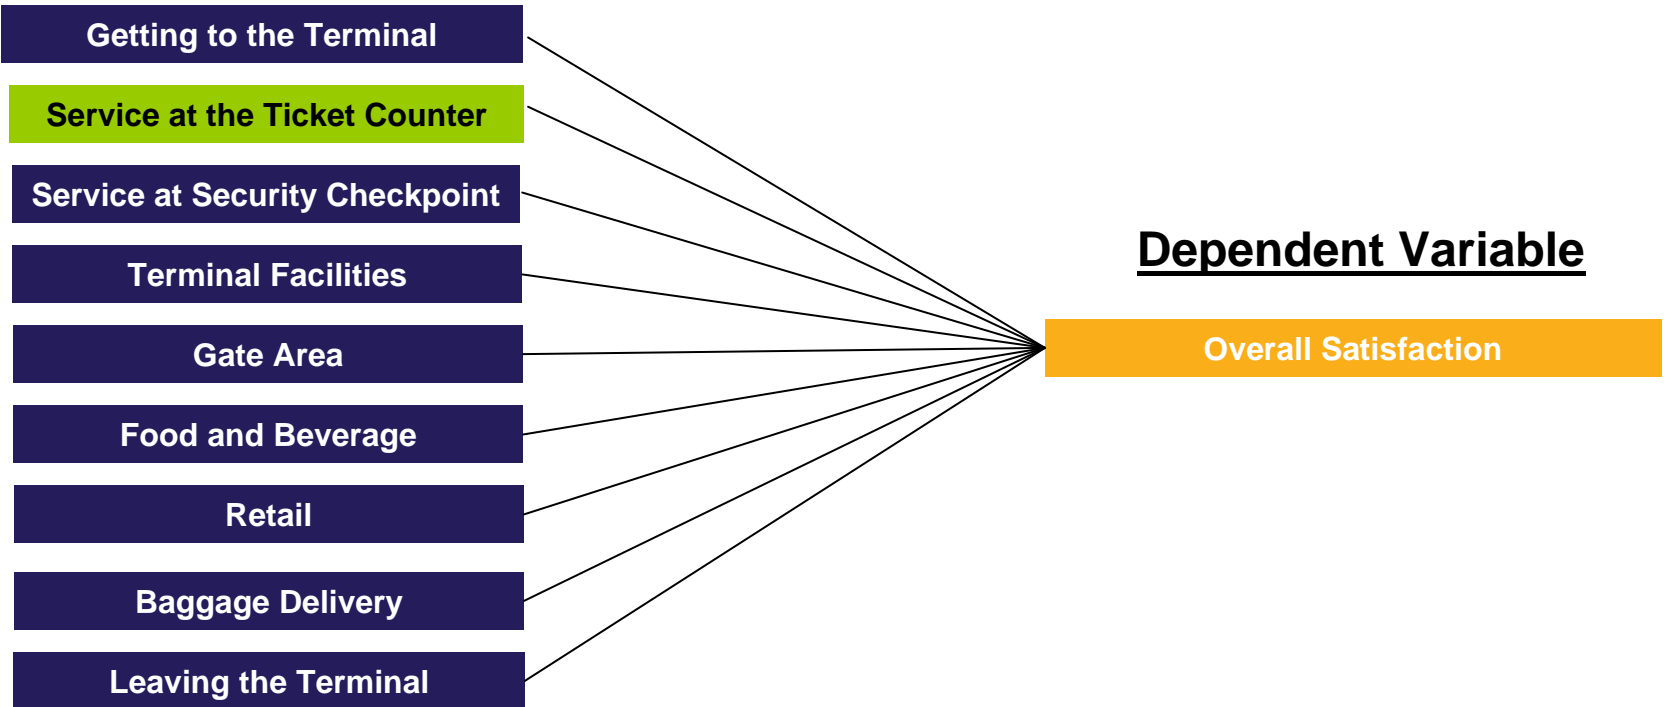 Getting to the Terminal
Service at the Ticket Counter
Service at Security Checkpoint
Terminal Facilities
Gate Area
Food and Beverage
Retail
Baggage Delivery
Leaving the Terminal
Dependent Variable
Overall Satisfaction